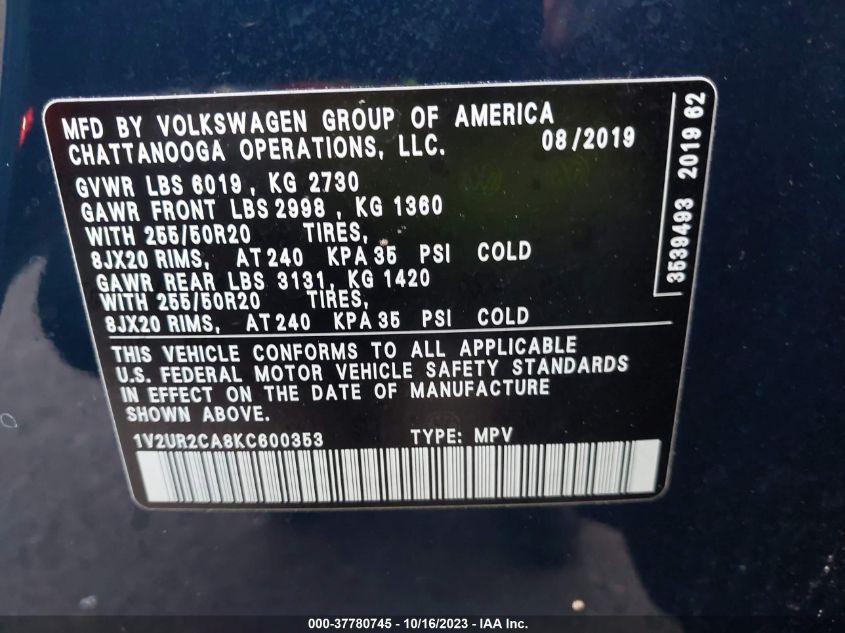 MFD BY VOLKSWAGEN GROUP OF AMERICA
CHATTANOOGA OPERATIONS, LLC. 08/2019
GVWR LBS 6019, KG 2730
GAWR FRONT LBS 2998, KG 1360
WITH 255/50R20 TIRES,
8JX20 RIMS, AT 240 KPA 35 PSI COLD
GAWR REAR LBS 3131, KG 1420
WITH 255/50R20 TIRES,
8JX20 RIMS, AT 240 KPA 35 PSI COLD
THIS VEHICLE CONFORMS TO ALL APPLICABLE
U.S. FEDERAL MOTOR VEHICLE SAFETY STANDARDS
IN EFFECT ON THE DATE OF MANUFACTURE
SHOWN ABOVE.
1V2UR2CA8KC600353 TYPE: MPV
3539493 2019 62
000-37780745 - 10/16/2023 - IAA Inc.